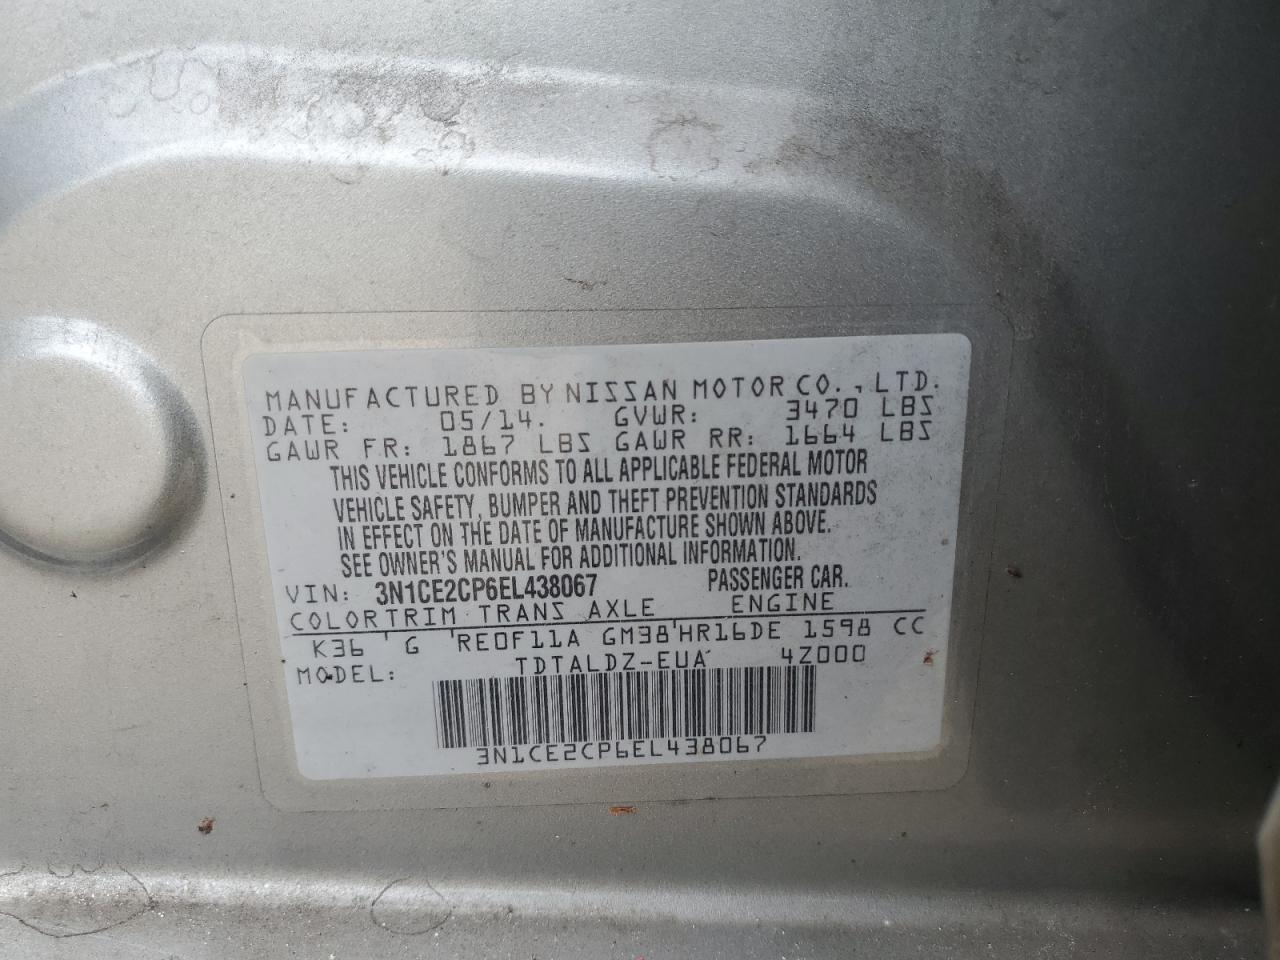 MANUFACTURED BY NISSAN MOTOR CO., LTD.
DATE: 05/14. GVWR: 3470 LBS
GAWR FR: 1867 LBS GAWR RR: 1664 LBS
THIS VEHICLE CONFORMS TO ALL APPLICABLE FEDERAL MOTOR
VEHICLE SAFETY, BUMPER AND THEFT PREVENTION STANDARDS
IN EFFECT ON THE DATE OF MANUFACTURE SHOWN ABOVE.
SEE OWNER'S MANUAL FOR ADDITIONAL INFORMATION.
VIN: 3N1CE2CP6EL438067 PASSENGER CAR.
COLOR TRIM TRANS AXLE ENGINE
K36 G RE0F11A GM38 HR16DE 1598 CC
MODEL: TDTALDZ-EUA 4Z000
3N1CE2CP6EL438067